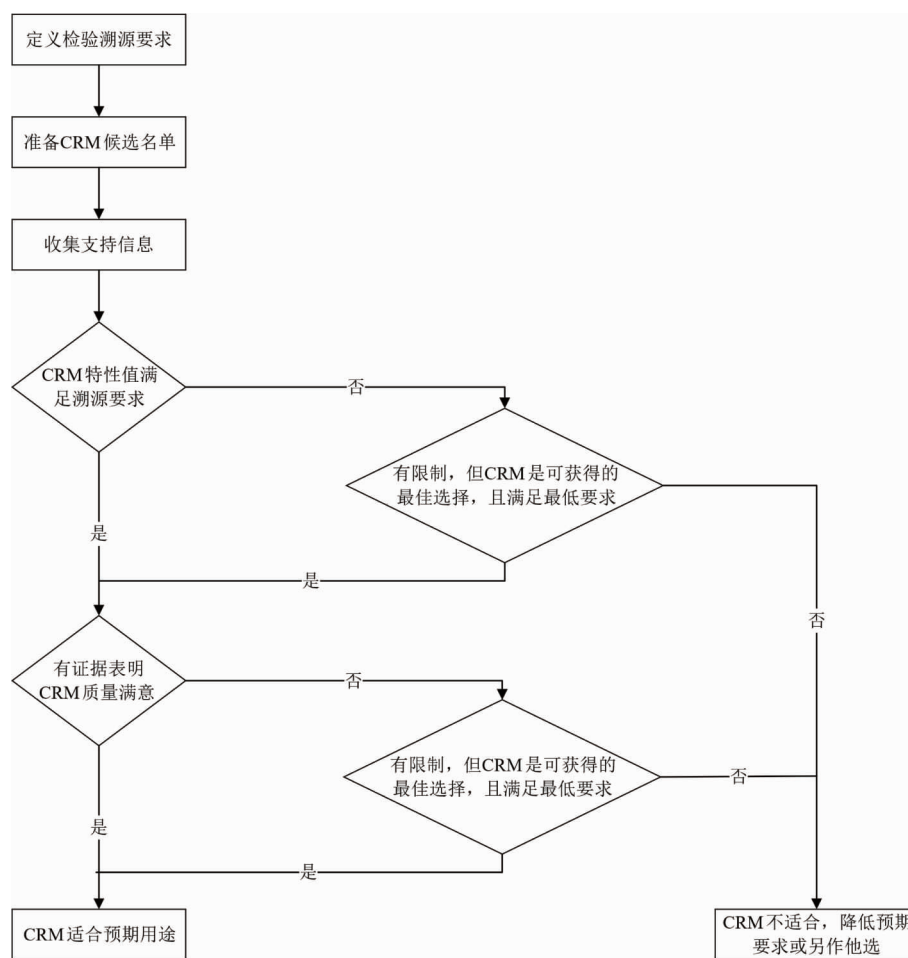 定义检验溯源要求
准备CRM候选名单
收集支持信息
CRM特性值满
足溯源要求
否
有限制，但CRM是可获得的
最佳选择，且满足最低要求
是
是
否
有证据表明
CRM质量满意
否
有限制，但CRM是可获得的
最佳选择，且满足最低要求
否
是
是
CRM适合预期用途
CRM不适合，降低预期
要求或另作他选